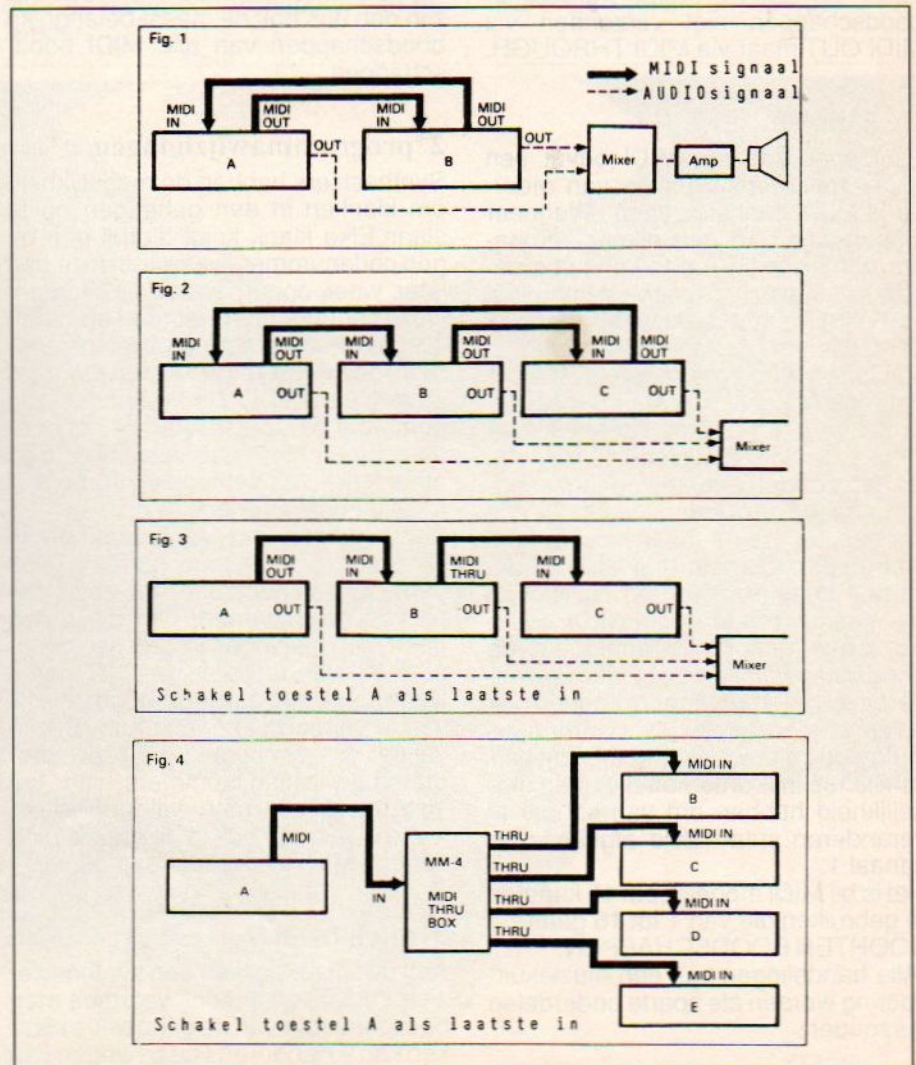 Fig. 1
MIDI signaal
AUDIOsignaal
MIDI IN
MIDI OUT
MIDI IN
MIDI OUT
A
OUT
B
OUT
Mixer
Amp
Fig. 2
MIDI IN
MIDI OUT
MIDI IN
MIDI OUT
MIDI IN
MIDI OUT
A
OUT
B
OUT
C
OUT
Mixer
Fig. 3
MIDI OUT
MIDI IN
MIDI THRU
MIDI IN
A
OUT
B
OUT
C
OUT
Mixer
Schakel toestel A als laatste in
Fig. 4
MIDI
A
IN
MM-4
MIDI
THRU
BOX
THRU
THRU
THRU
THRU
MIDI IN
B
MIDI IN
C
MIDI IN
D
MIDI IN
E
Schakel toestel A als laatste in